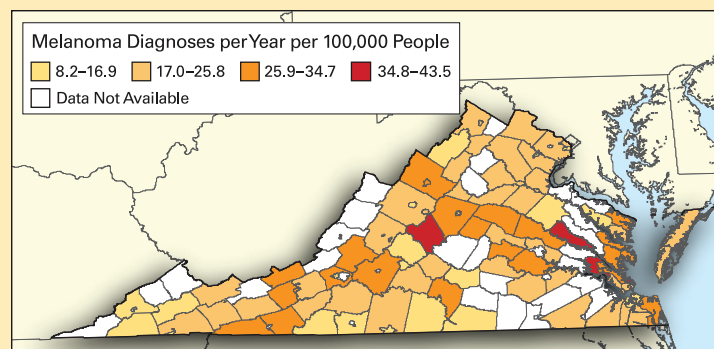 Melanoma Diagnoses per Year per 100,000 People
8.2–16.9 17.0–25.8 25.9–34.7 34.8–43.5
Data Not Available